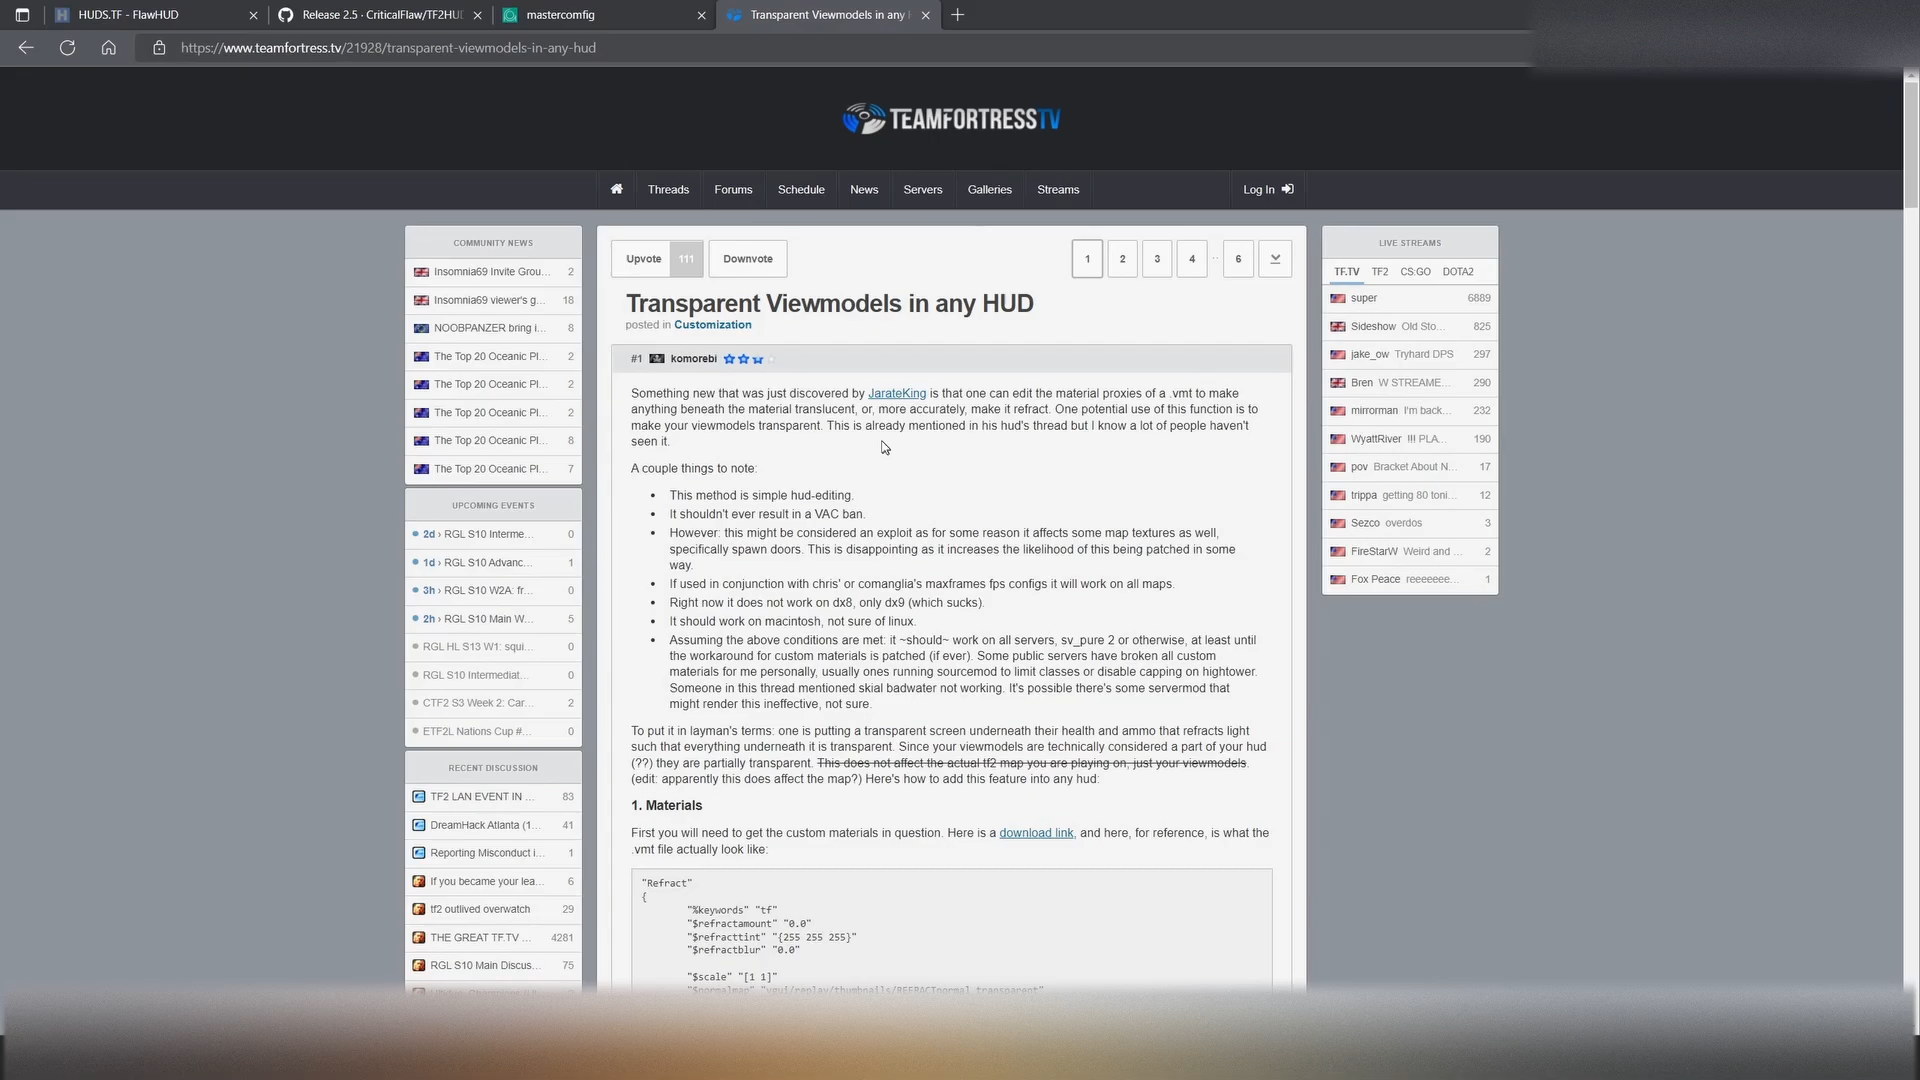 HUDS.TF - FlawHUD
Release 2.5 · CriticalFlaw/TF2HUD
mastercomfig
Transparent Viewmodels in any
https://www.teamfortress.tv/21928/transparent-viewmodels-in-any-hud
TEAMFORTRESSTV
Threads
Forums
Schedule
News
Servers
Galleries
Streams
Log In
COMMUNITY NEWS
Insomnia69 Invite Grou... 2
Insomnia69 viewer's g... 18
NOOBPANZER bring i... 8
The Top 20 Oceanic Pl... 2
The Top 20 Oceanic Pl... 2
The Top 20 Oceanic Pl... 2
The Top 20 Oceanic Pl... 8
The Top 20 Oceanic Pl... 7
UPCOMING EVENTS
2d › RGL S10 Interme... 0
1d › RGL S10 Advanc... 1
3h › RGL S10 W2A: fr... 0
2h › RGL S10 Main W... 5
RGL HL S13 W1: squi... 0
RGL S10 Intermediat... 0
CTF2 S3 Week 2: Car... 2
ETF2L Nations Cup #... 0
RECENT DISCUSSION
TF2 LAN EVENT IN ... 83
DreamHack Atlanta (1... 41
Reporting Misconduct i... 1
If you became your lea... 6
tf2 outlived overwatch 29
THE GREAT TF.TV ... 4281
RGL S10 Main Discus... 75
Upvote 111 Downvote
1 2 3 4 ·· 6
Transparent Viewmodels in any HUD
posted in Customization
#1 komorebi
Something new that was just discovered by JarateKing is that one can edit the material proxies of a .vmt to make
anything beneath the material translucent, or, more accurately, make it refract. One potential use of this function is to
make your viewmodels transparent. This is already mentioned in his hud's thread but I know a lot of people haven't
seen it.
A couple things to note:
• This method is simple hud-editing.
• It shouldn't ever result in a VAC ban.
• However: this might be considered an exploit as for some reason it affects some map textures as well,
specifically spawn doors. This is disappointing as it increases the likelihood of this being patched in some
way.
• If used in conjunction with chris' or comanglia's maxframes fps configs it will work on all maps.
• Right now it does not work on dx8, only dx9 (which sucks).
• It should work on macintosh, not sure of linux.
• Assuming the above conditions are met: it ~should~ work on all servers, sv_pure 2 or otherwise, at least until
the workaround for custom materials is patched (if ever). Some public servers have broken all custom
materials for me personally, usually ones running sourcemod to limit classes or disable capping on hightower.
Someone in this thread mentioned skial badwater not working. It's possible there's some servermod that
might render this ineffective, not sure.
To put it in layman's terms: one is putting a transparent screen underneath their health and ammo that refracts light
such that everything underneath it is transparent. Since your viewmodels are technically considered a part of your hud
(??) they are partially transparent. This does not affect the actual tf2 map you are playing on, just your viewmodels.
(edit: apparently this does affect the map?) Here's how to add this feature into any hud:
1. Materials
First you will need to get the custom materials in question. Here is a download link, and here, for reference, is what the
.vmt file actually look like:
"Refract"
{
"%keywords" "tf"
"$refractamount" "0.0"
"$refracttint" "{255 255 255}"
"$refractblur" "0.0"
"$scale" "[1 1]"
"$normalmap" "vgui/replay/thumbnails/REFRACTnormal_transparent"
LIVE STREAMS
TF.TV TF2 CS:GO DOTA2
super 6889
Sideshow Old Sto... 825
jake_ow Tryhard DPS 297
Bren W STREAME... 290
mirrorman I'm back... 232
WyattRiver !!! PLA... 190
pov Bracket About N... 17
trippa getting 80 toni... 12
Sezco overdos 3
FireStarW Weird and ... 2
Fox Peace reeeeeee... 1